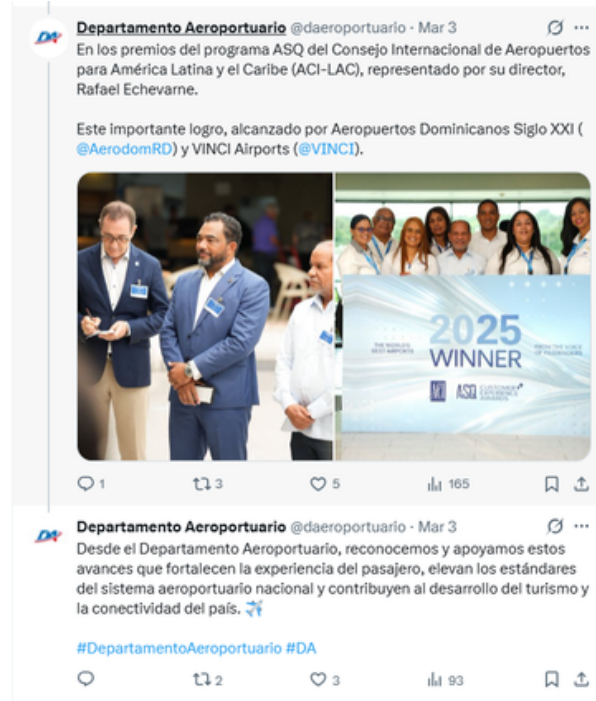 Departamento Aeroportuario @daeroportuario · Mar 3
En los premios del programa ASQ del Consejo Internacional de Aeropuertos
para América Latina y el Caribe (ACI-LAC), representado por su director,
Rafael Echevarne.
Este importante logro, alcanzado por Aeropuertos Dominicanos Siglo XXI (
@AerodomRD) y VINCI Airports (@VINCI).
2025
WINNER
THE WORLD'S
BEST AIRPORTS
FROM THE VOICE
OF PASSENGERS
ACI
ASQ
CUSTOMER
EXPERIENCE
AWARDS
1
3
5
165
DA
Departamento Aeroportuario @daeroportuario · Mar 3
Desde el Departamento Aeroportuario, reconocemos y apoyamos estos
avances que fortalecen la experiencia del pasajero, elevan los estándares
del sistema aeroportuario nacional y contribuyen al desarrollo del turismo y
la conectividad del país.
#DepartamentoAeroportuario #DA
2
3
93